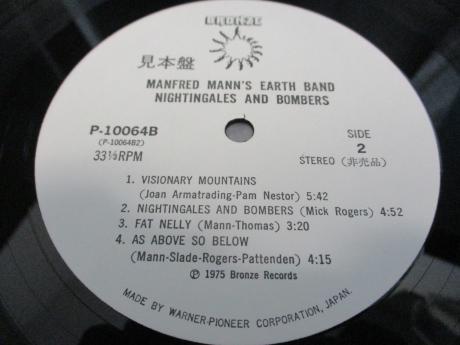 BRONZE
見本盤
MANFRED MANN'S EARTH BAND
NIGHTINGALES AND BOMBERS
P-10064B
(P-10064B2)
33⅓RPM
SIDE
2
STEREO (非売品)
1. VISIONARY MOUNTAINS
(Joan Armatrading-Pam Nestor) 5:42
2. NIGHTINGALES AND BOMBERS (Mick Rogers) 4:52
3. FAT NELLY (Mann-Thomas) 3:20
4. AS ABOVE SO BELOW
(Mann-Slade-Rogers-Pattenden) 4:15
℗ 1975 Bronze Records
MADE BY WARNER-PIONEER CORPORATION, JAPAN.